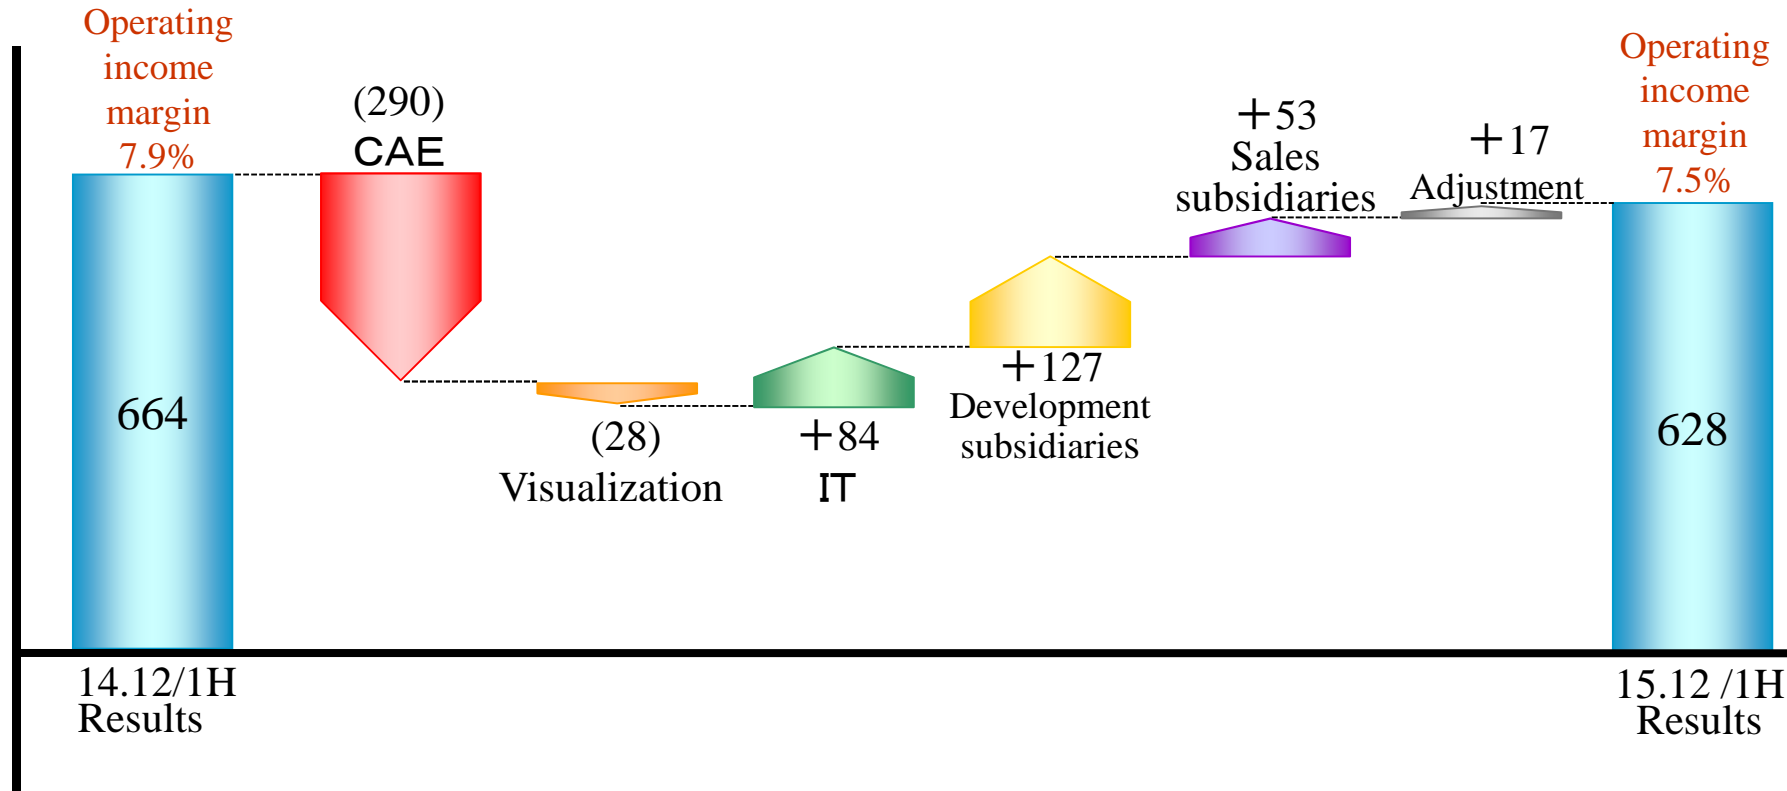 Operating
income
margin
7.9%
664
14.12/1H
Results
(290)
CAE
(28)
Visualization
+84
IT
+127
Development
subsidiaries
+53
Sales
subsidiaries
+17
Adjustment
Operating
income
margin
7.5%
628
15.12 /1H
Results